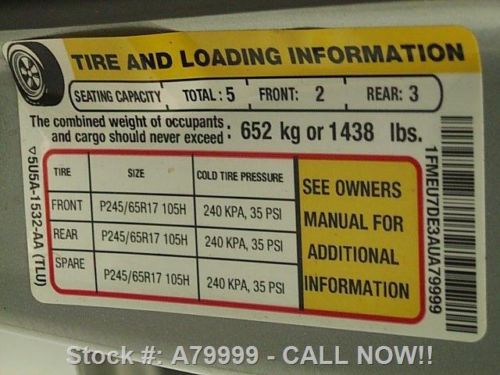 TIRE AND LOADING INFORMATION
SEATING CAPACITY TOTAL: 5 FRONT: 2 REAR: 3
The combined weight of occupants
and cargo should never exceed : 652 kg or 1438 lbs.
TIRE SIZE COLD TIRE PRESSURE
FRONT P245/65R17 105H 240 KPA, 35 PSI
REAR P245/65R17 105H 240 KPA, 35 PSI
SPARE P245/65R17 105H 240 KPA, 35 PSI
SEE OWNERS
MANUAL FOR
ADDITIONAL
INFORMATION
▽5U5A-1532-AA (TLU)
1FMEU7DE3AUA79999
Stock #: A79999 - CALL NOW!!